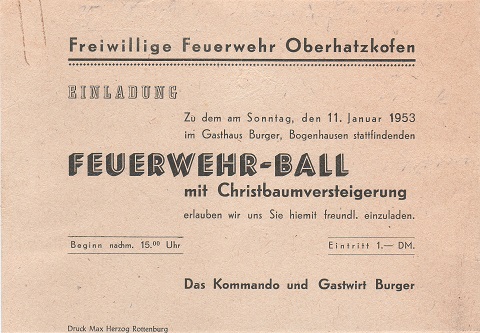 Freiwillige Feuerwehr Oberhatzkofen
EINLADUNG
Zu dem am Sonntag, den 11. Januar 1953
im Gasthaus Burger, Bogenhausen stattfindenden
FEUERWEHR-BALL
mit Christbaumversteigerung
erlauben wir uns Sie hiemit freundl. einzuladen.
Beginn nachm. 15.⁰⁰ Uhr
Eintritt 1.— DM.
Das Kommando und Gastwirt Burger
Druck Max Herzog Rottenburg